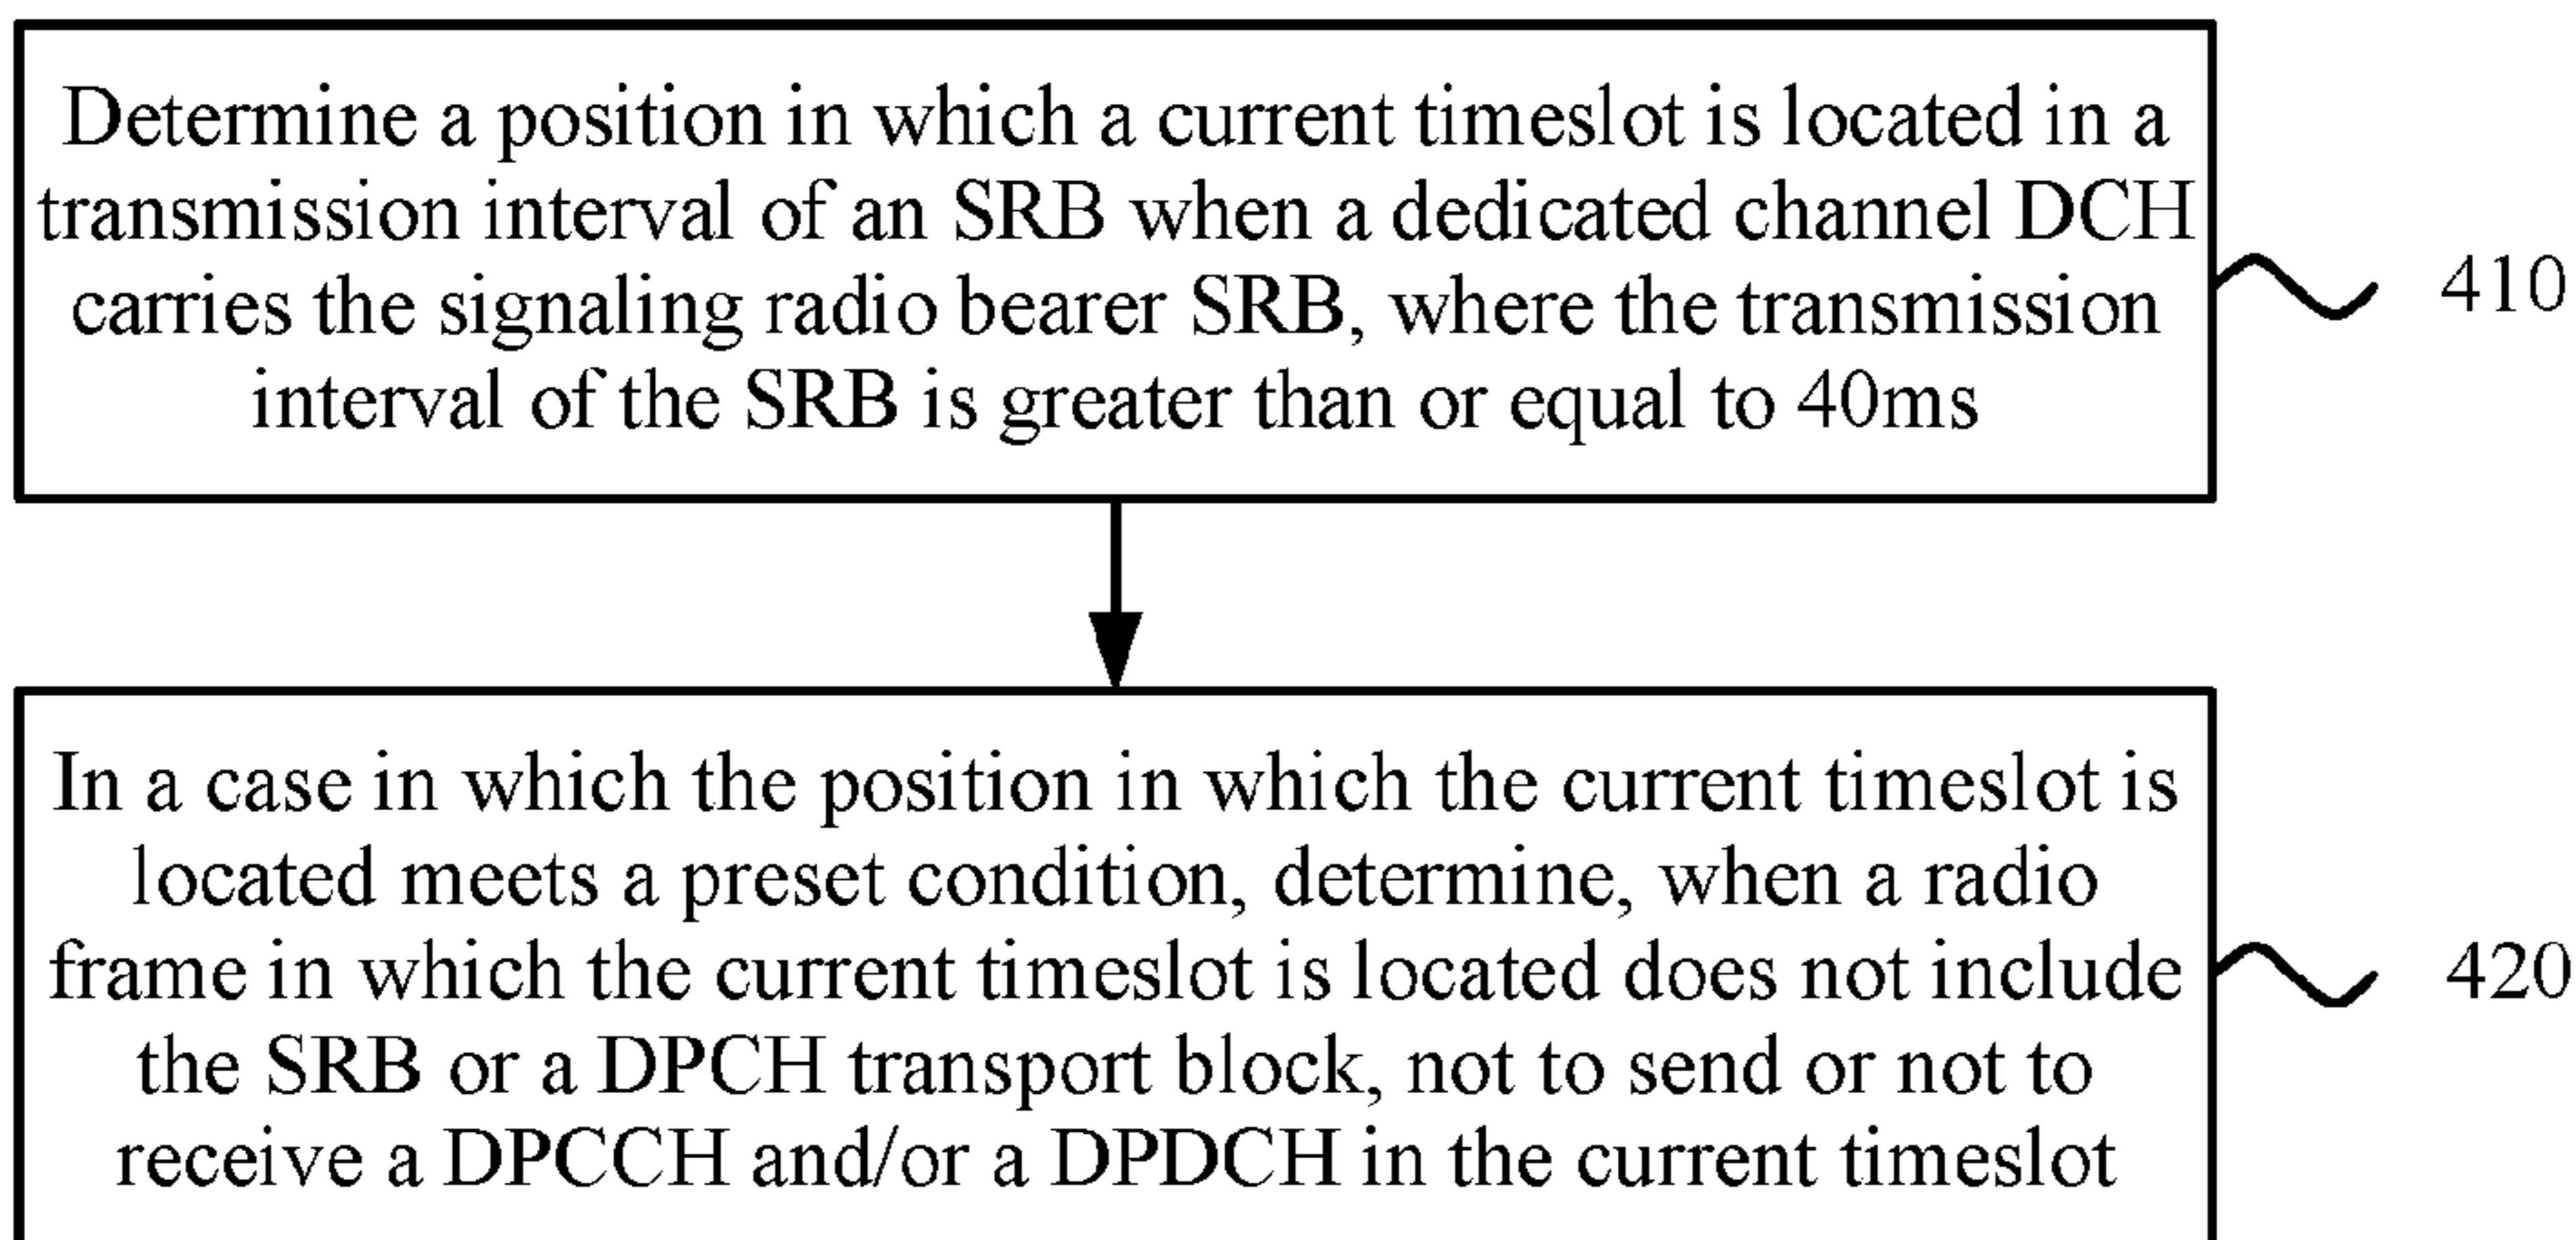 Determine a position in which a current timeslot is located in a
transmission interval of an SRB when a dedicated channel DCH
carries the signaling radio bearer SRB, where the transmission
interval of the SRB is greater than or equal to 40ms
410
In a case in which the position in which the current timeslot is
located meets a preset condition, determine, when a radio
frame in which the current timeslot is located does not include
the SRB or a DPCH transport block, not to send or not to
receive a DPCCH and/or a DPDCH in the current timeslot
420